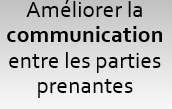 Améliorer la
communication
entre les parties
prenantes